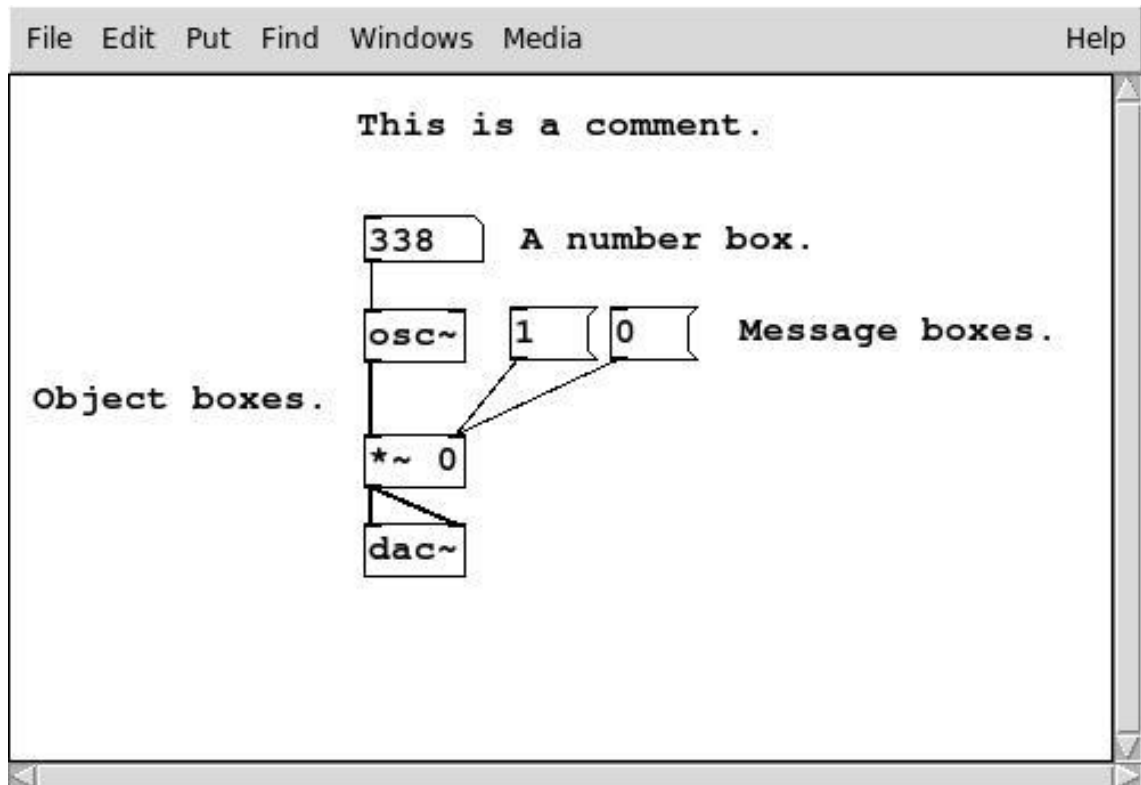 File Edit Put Find Windows Media Help
This is a comment.
338 A number box.
osc~ 1 0 Message boxes.
Object boxes.
*~ 0
dac~